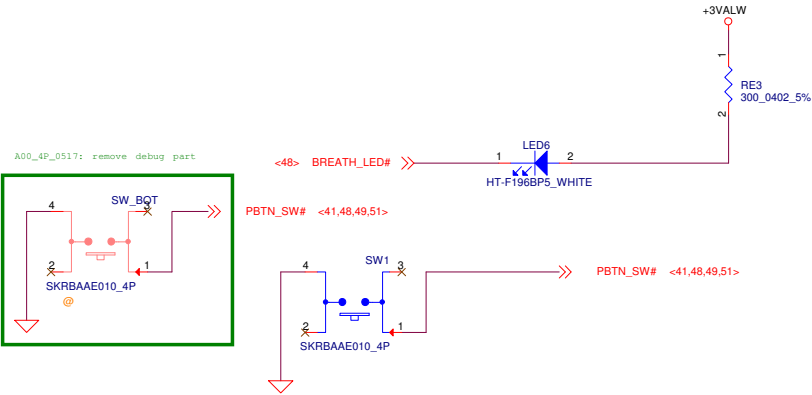 +3VALW
1
RE3
300_0402_5%
2
A00_4P_0517: remove debug part
<48> BREATH_LED#
1
LED6
2
HT-F196BP5_WHITE
4
SW_BOT
3
PBTN_SW# <41,48,49,51>
2
1
SKRBAAE010_4P
@
4
SW1
3
PBTN_SW# <41,48,49,51>
2
1
SKRBAAE010_4P